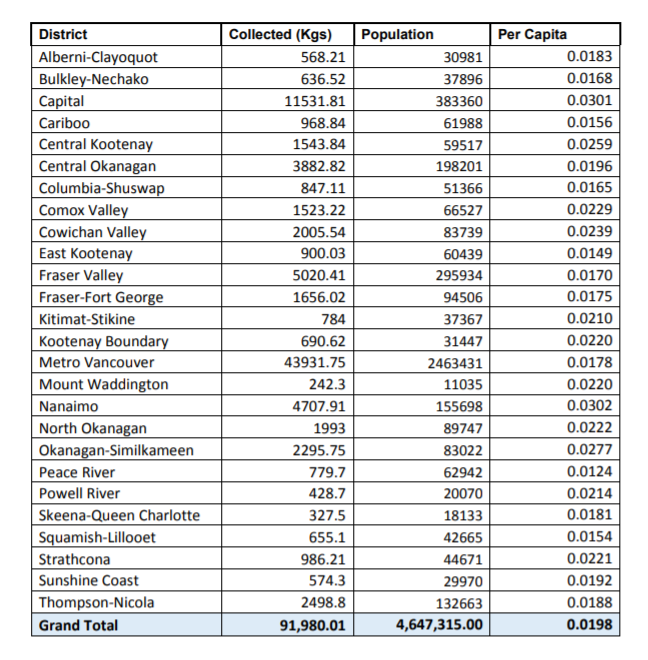 District Collected (Kgs) Population Per Capita
Alberni-Clayoquot 568.21 30981 0.0183
Bulkley-Nechako 636.52 37896 0.0168
Capital 11531.81 383360 0.0301
Cariboo 968.84 61988 0.0156
Central Kootenay 1543.84 59517 0.0259
Central Okanagan 3882.82 198201 0.0196
Columbia-Shuswap 847.11 51366 0.0165
Comox Valley 1523.22 66527 0.0229
Cowichan Valley 2005.54 83739 0.0239
East Kootenay 900.03 60439 0.0149
Fraser Valley 5020.41 295934 0.0170
Fraser-Fort George 1656.02 94506 0.0175
Kitimat-Stikine 784 37367 0.0210
Kootenay Boundary 690.62 31447 0.0220
Metro Vancouver 43931.75 2463431 0.0178
Mount Waddington 242.3 11035 0.0220
Nanaimo 4707.91 155698 0.0302
North Okanagan 1993 89747 0.0222
Okanagan-Similkameen 2295.75 83022 0.0277
Peace River 779.7 62942 0.0124
Powell River 428.7 20070 0.0214
Skeena-Queen Charlotte 327.5 18133 0.0181
Squamish-Lillooet 655.1 42665 0.0154
Strathcona 986.21 44671 0.0221
Sunshine Coast 574.3 29970 0.0192
Thompson-Nicola 2498.8 132663 0.0188
Grand Total 91,980.01 4,647,315.00 0.0198